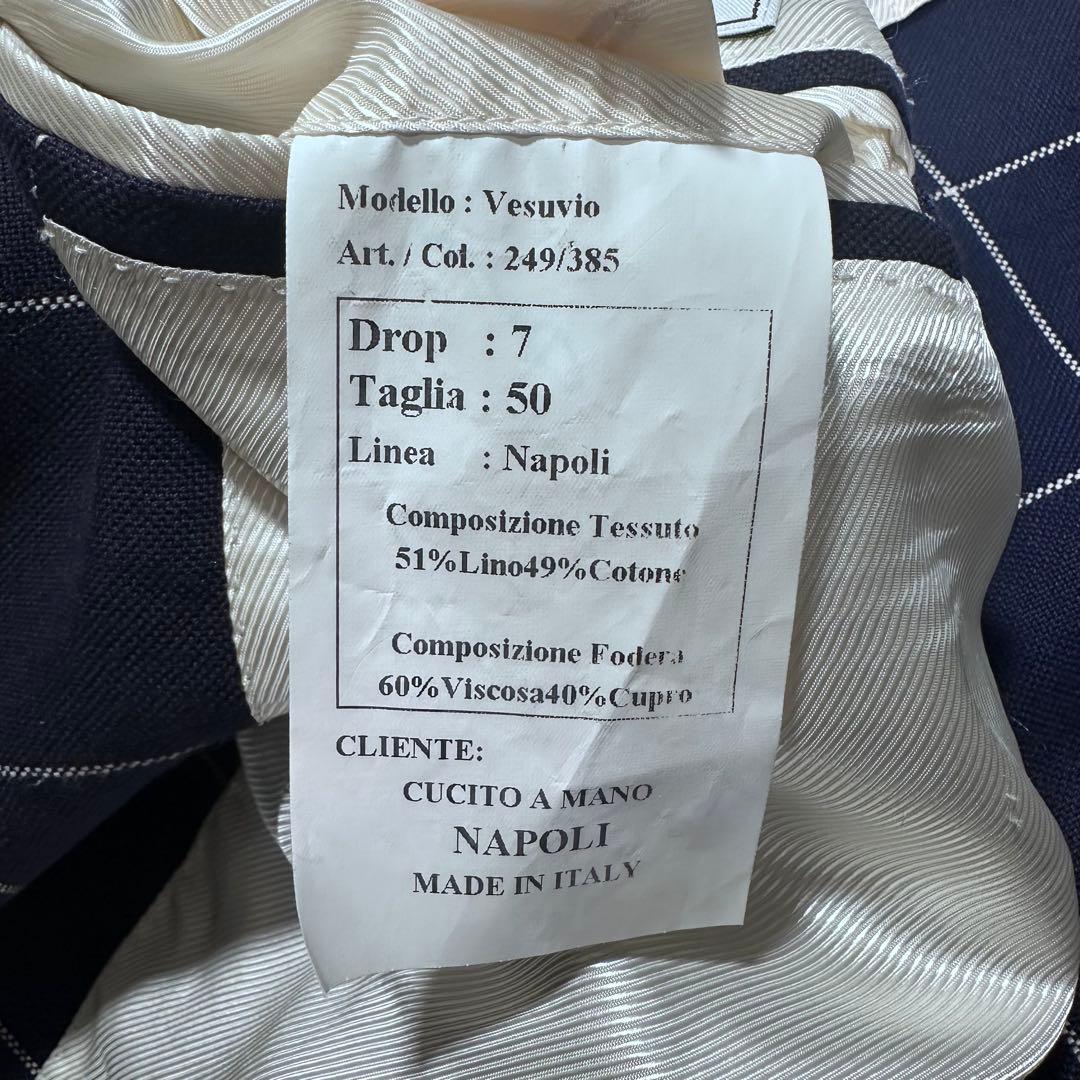 Modello : Vesuvio
Art. / Col. : 249/385
Drop : 7
Taglia : 50
Linea : Napoli
Composizione Tessuto
51%Lino49%Cotone
Composizione Fodera
60%Viscosa40%Cupro
CLIENTE:
CUCITO A MANO
NAPOLI
MADE IN ITALY